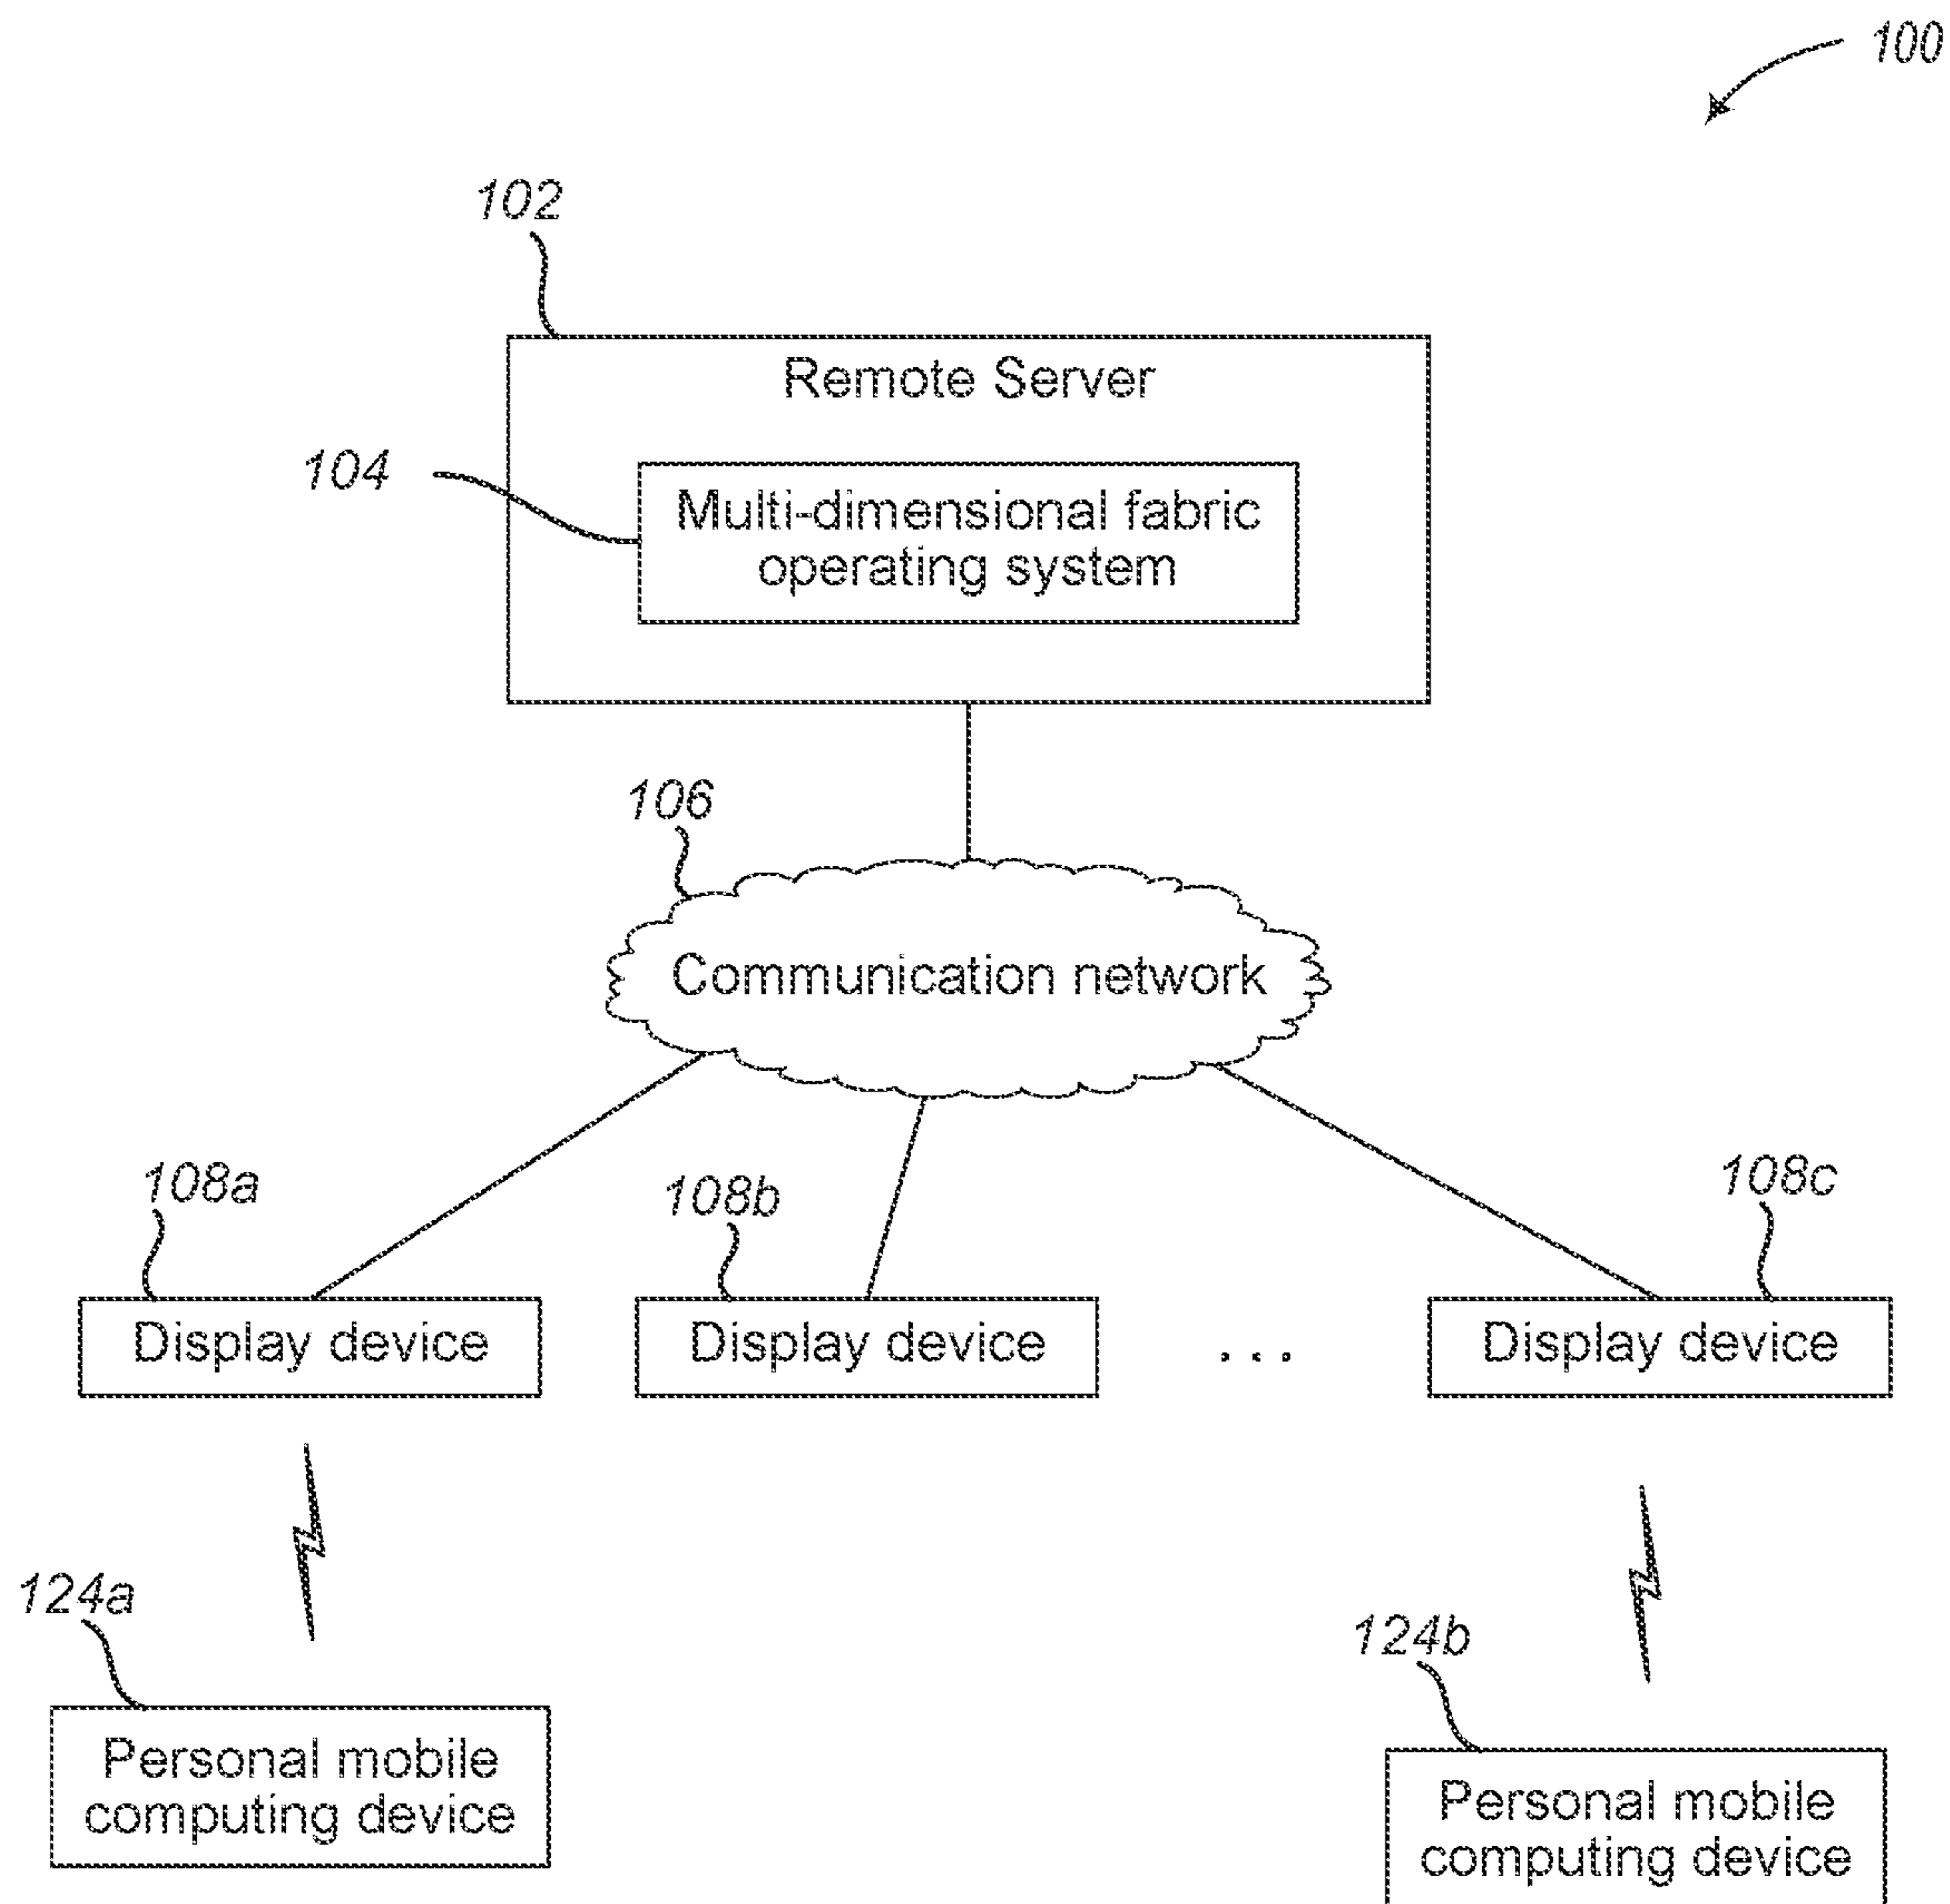 100
102
Remote Server
104
Multi-dimensional fabric
operating system
106
Communication network
108a
108b
108c
Display device
Display device
...
Display device
124a
124b
Personal mobile
computing device
Personal mobile
computing device